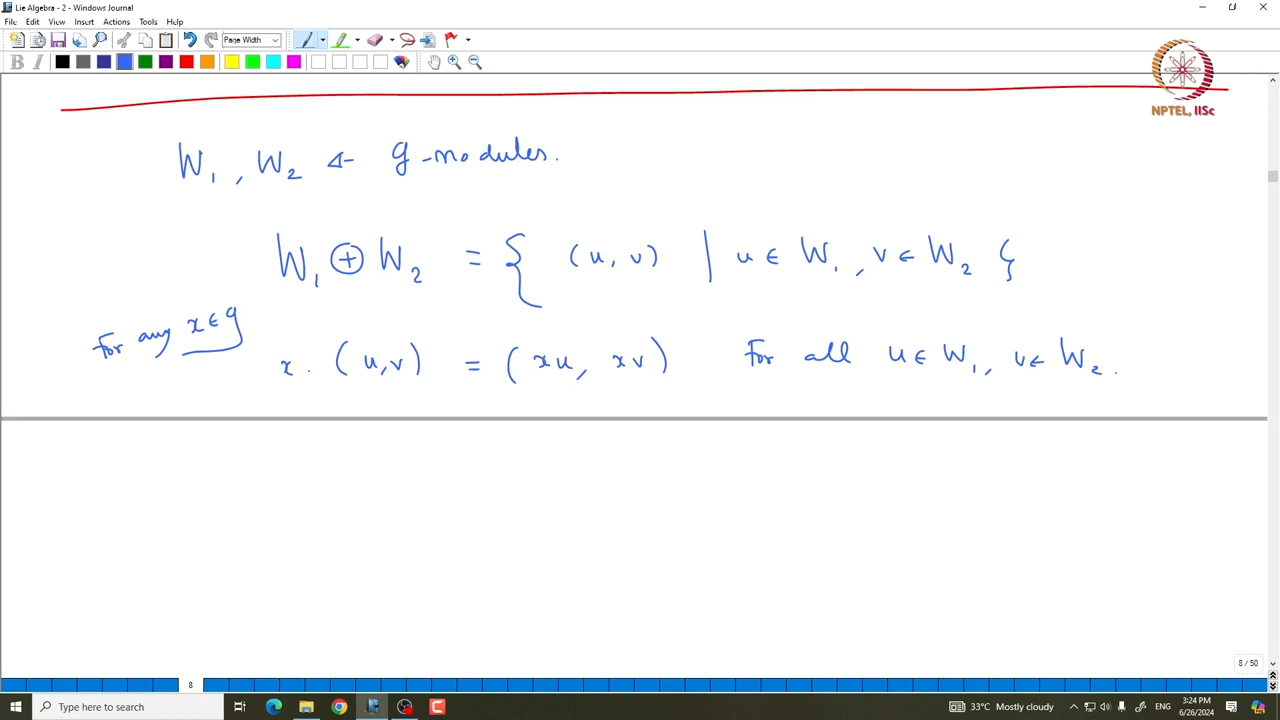 Lie Algebra - 2 - Windows Journal
File Edit View Insert Actions Tools Help
Page Width
NPTEL, IISc
W₁, W₂ ← g-modules.
W₁ ⊕ W₂ = { (u, v) | u ∈ W₁, v ∈ W₂ }
For any x ∈ g
x. (u,v) = (xu, xv) For all u ∈ W₁, v ∈ W₂.
8 / 50
8
Type here to search
33°C Mostly cloudy
3:24 PM
6/26/2024